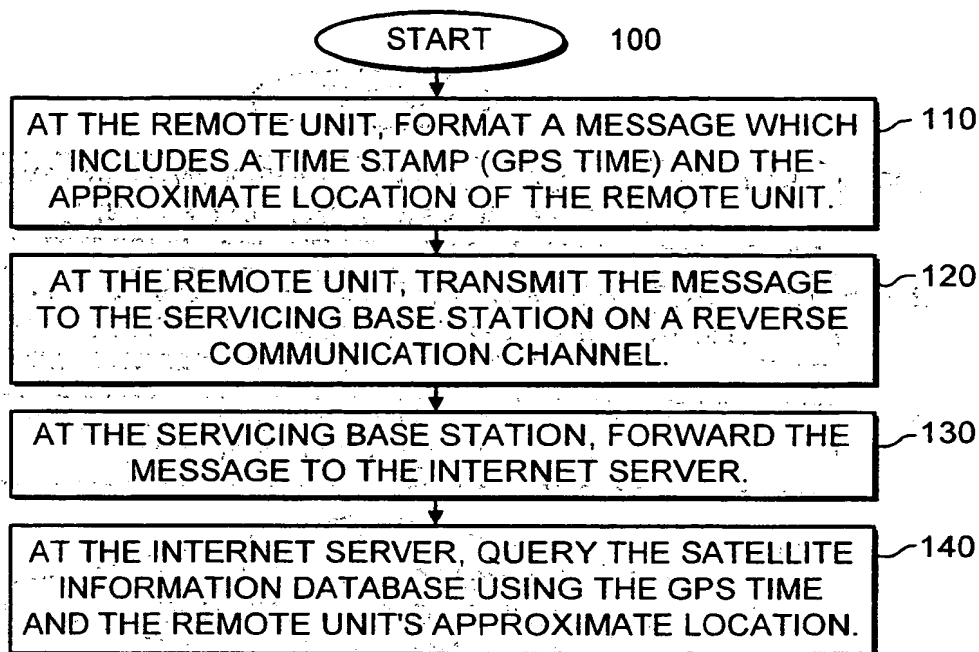 START 100
AT THE REMOTE UNIT, FORMAT A MESSAGE WHICH 110
INCLUDES A TIME STAMP (GPS TIME) AND THE
APPROXIMATE LOCATION OF THE REMOTE UNIT.
AT THE REMOTE UNIT, TRANSMIT THE MESSAGE 120
TO THE SERVICING BASE STATION ON A REVERSE
COMMUNICATION CHANNEL.
AT THE SERVICING BASE STATION, FORWARD THE 130
MESSAGE TO THE INTERNET SERVER.
AT THE INTERNET SERVER, QUERY THE SATELLITE 140
INFORMATION DATABASE USING THE GPS TIME
AND THE REMOTE UNIT'S APPROXIMATE LOCATION.